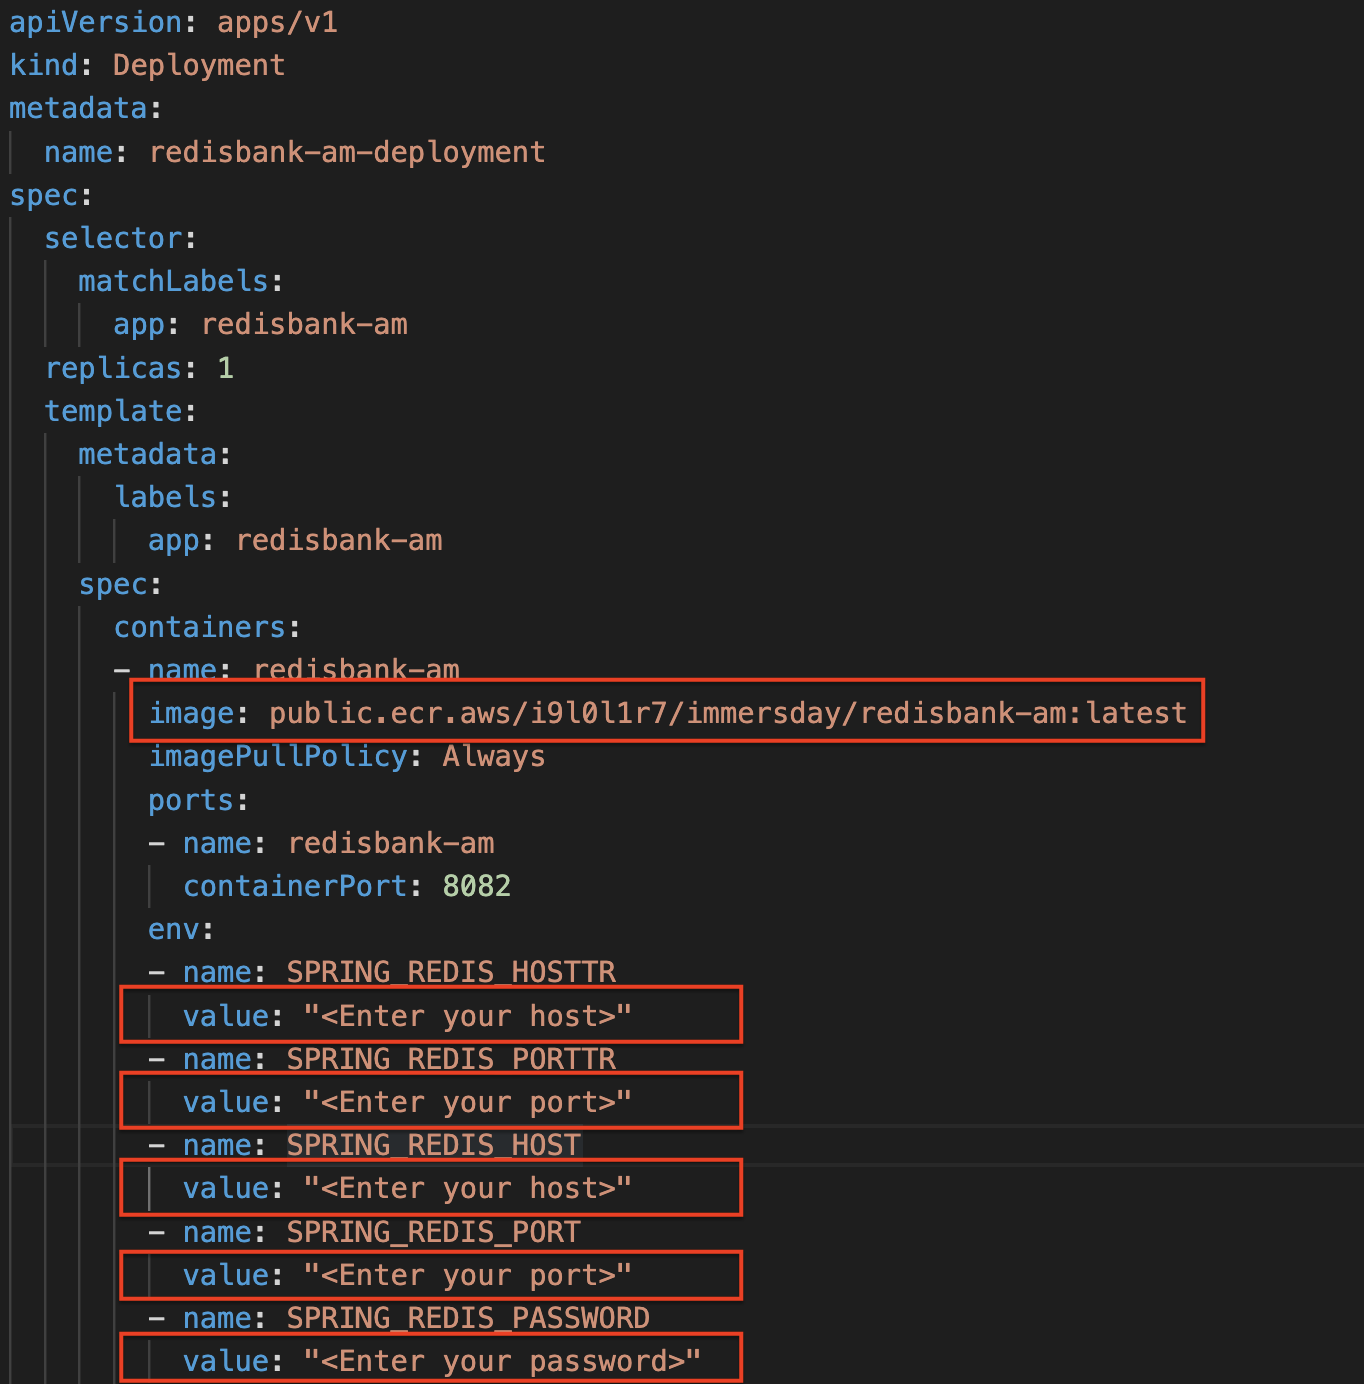 apiVersion: apps/v1
kind: Deployment
metadata:
  name: redisbank-am-deployment
spec:
  selector:
    matchLabels:
      app: redisbank-am
  replicas: 1
  template:
    metadata:
      labels:
        app: redisbank-am
    spec:
      containers:
      - name: redisbank-am
        image: public.ecr.aws/i9l0l1r7/immersday/redisbank-am:latest
        imagePullPolicy: Always
        ports:
        - name: redisbank-am
          containerPort: 8082
        env:
        - name: SPRING_REDIS_HOSTTR
          value: "<Enter your host>"
        - name: SPRING_REDIS_PORTTR
          value: "<Enter your port>"
        - name: SPRING_REDIS_HOST
          value: "<Enter your host>"
        - name: SPRING_REDIS_PORT
          value: "<Enter your port>"
        - name: SPRING_REDIS_PASSWORD
          value: "<Enter your password>"